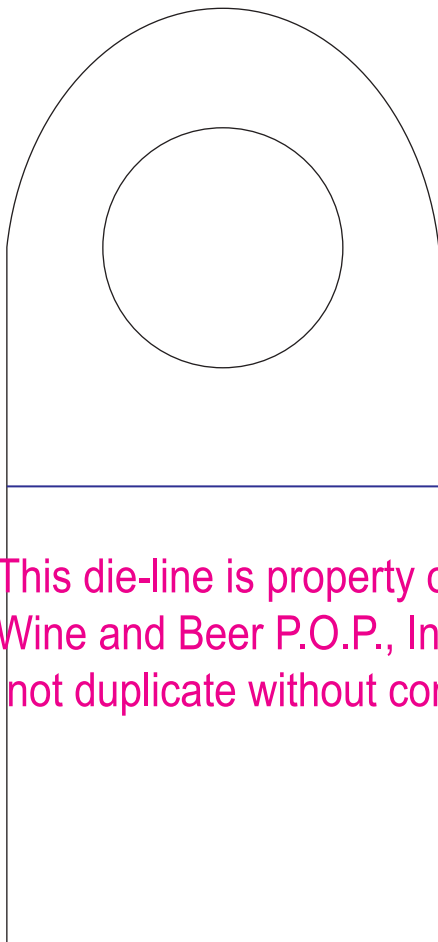 This die-line is property
Wine and Beer P.O.P.,
not duplicate without